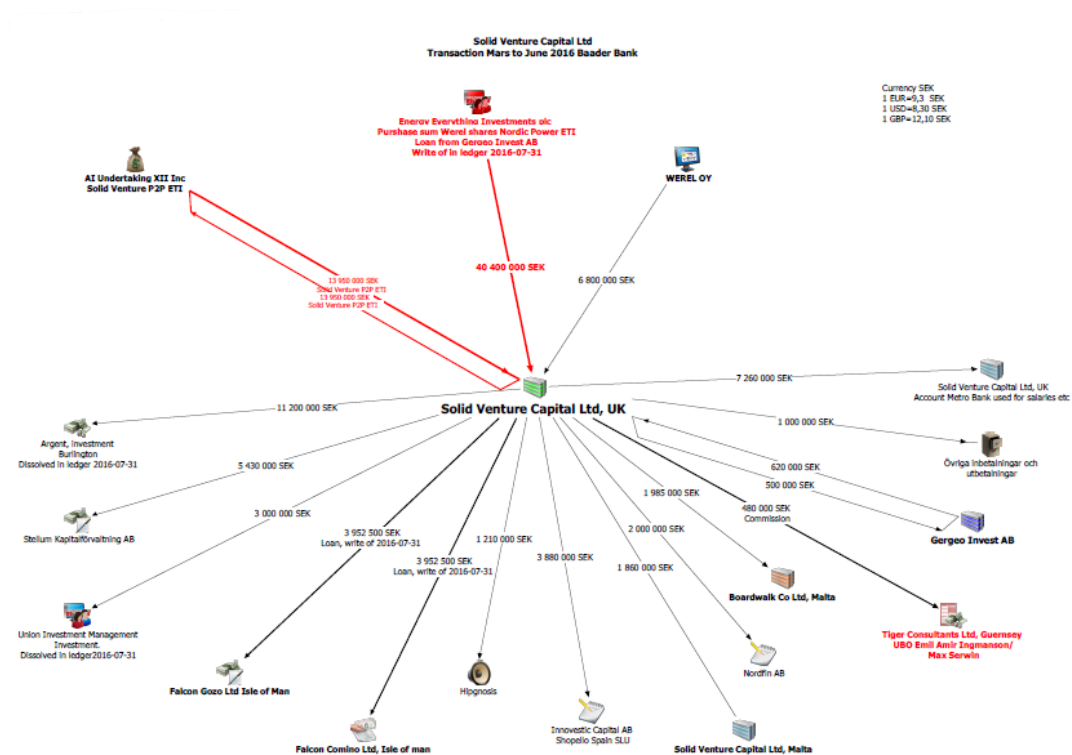 Solid Venture Capital Ltd
Transaction Mars to June 2016 Baader Bank
Currency SEK
1 EUR=9,3 SEK
1 USD=8,30 SEK
1 GBP=12,10 SEK
Energy Everything Investments plc
Purshase sum Werel shares Nordic Power ETI
Loan from Gergeo Invest AB
Write of in ledger 2016-07-31
AI Undertaking XII Inc
Solid Venture P2P ETI
WEREL OY
40 400 000 SEK
6 800 000 SEK
13 950 000 SEK
Solid Venture P2P ETI
13 950 000 SEK
Solid Venture P2P ETI
7 260 000 SEK
Solid Venture Capital Ltd, UK
Account Metro Bank used for salaries etc
11 200 000 SEK
Solid Venture Capital Ltd, UK
1 000 000 SEK
Argent, investment
Burlington
Dissolved in ledger 2016-07-31
Övriga inbetalningar och
utbetalningar
5 430 000 SEK
620 000 SEK
500 000 SEK
1 985 000 SEK
480 000 SEK
Commission
3 000 000 SEK
2 000 000 SEK
3 952 500 SEK
Loan, write of 2016-07-31
1 210 000 SEK
Stellum Kapitalförvaltning AB
Gergeo Invest AB
3 952 500 SEK
Loan, write of 2016-07-31
3 880 000 SEK
1 860 000 SEK
Boardwalk Co Ltd, Malta
Union Investment Management
Investment.
Dissolved in ledger2016-07-31
Tiger Consultants Ltd, Guernsey
UBO Emil Amir Ingmanson/
Max Serwin
Nordfin AB
Falcon Gozo Ltd Isle of Man
Hipgnosis
Innovestic Capital AB
Shopello Spain SLU
Falcon Comino Ltd, Isle of man
Solid Venture Capital Ltd, Malta